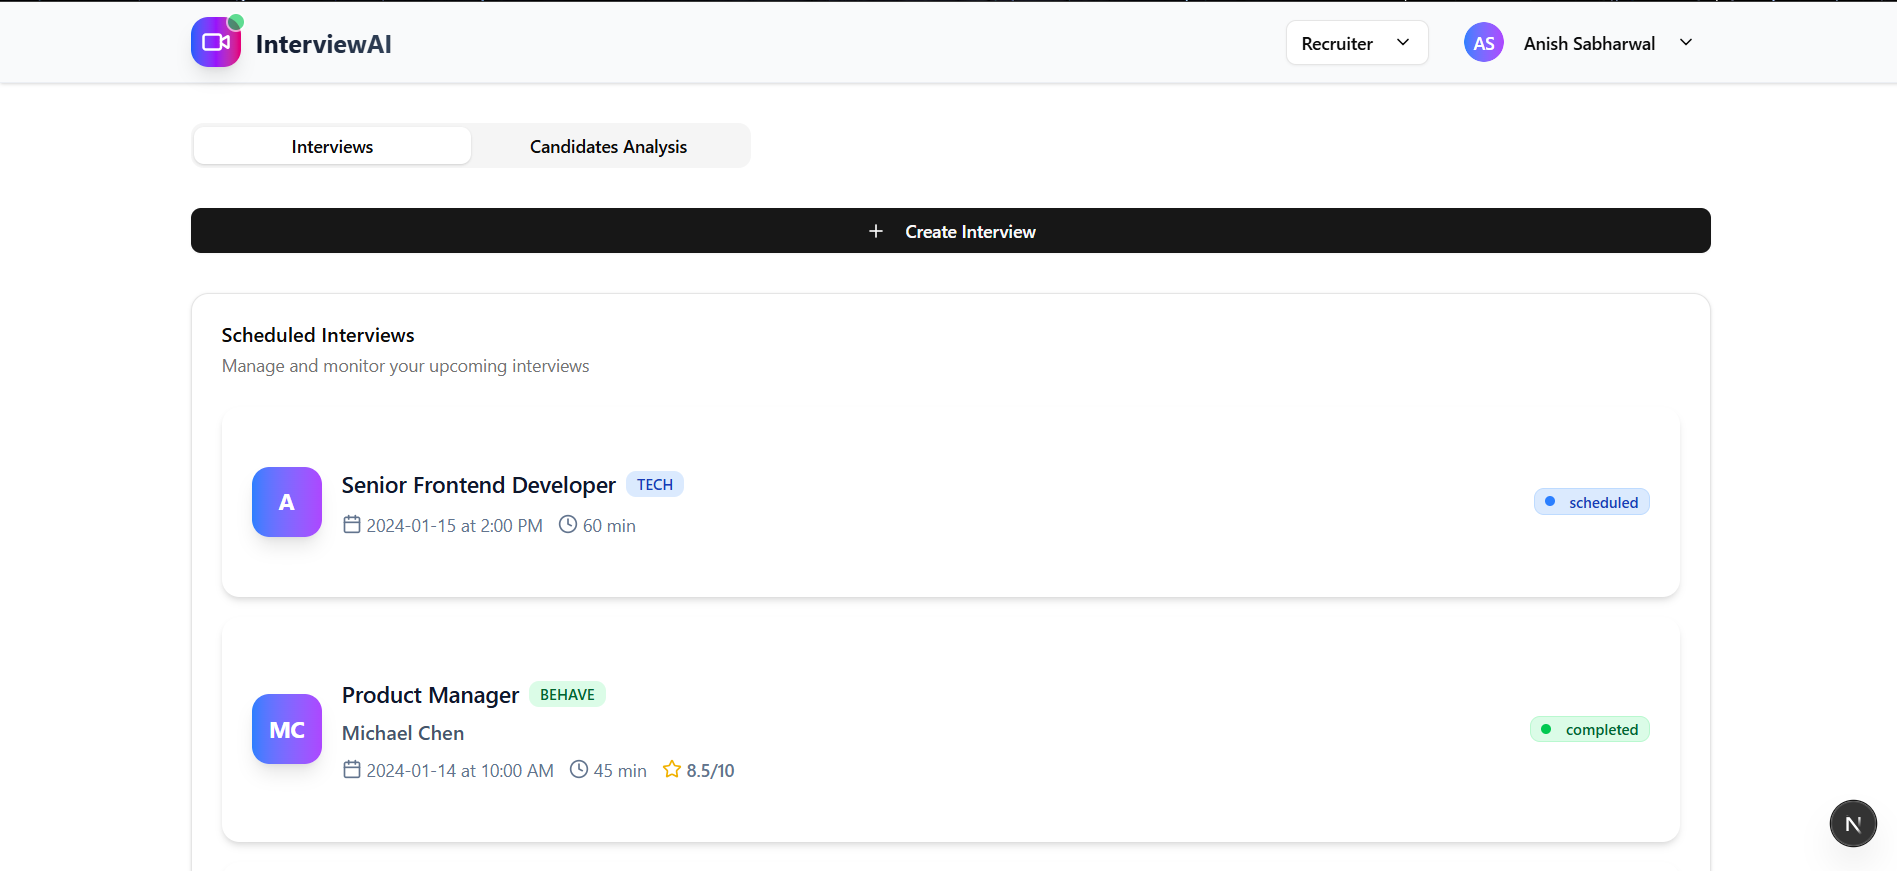 InterviewAI
Recruiter
AS
Anish Sabharwal
Interviews
Candidates Analysis
+ Create Interview
Scheduled Interviews
Manage and monitor your upcoming interviews
A
Senior Frontend Developer
TECH
2024-01-15 at 2:00 PM
60 min
scheduled
MC
Product Manager
BEHAVE
Michael Chen
2024-01-14 at 10:00 AM
45 min
8.5/10
completed
N